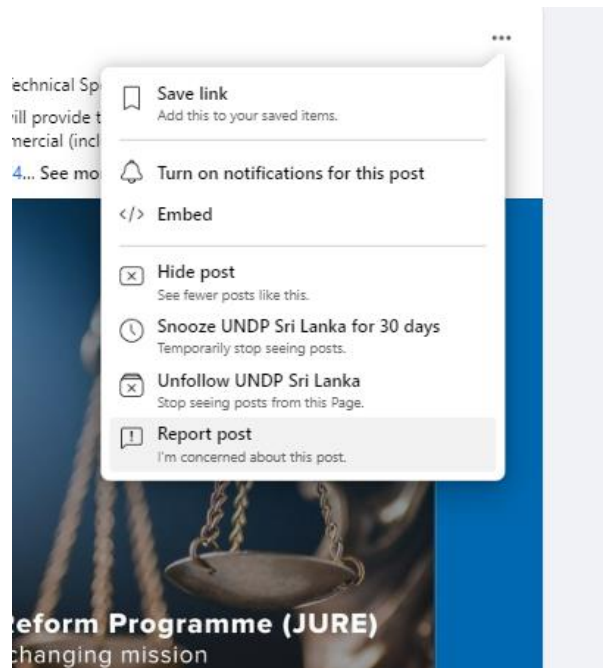 •••
echnical Sp
ill provide t
mercial (incl
4... See mo
Save link
Add this to your saved items.
Turn on notifications for this post
</> Embed
Hide post
See fewer posts like this.
Snooze UNDP Sri Lanka for 30 days
Temporarily stop seeing posts.
Unfollow UNDP Sri Lanka
Stop seeing posts from this Page.
Report post
I'm concerned about this post.
eform Programme (JURE)
changing mission